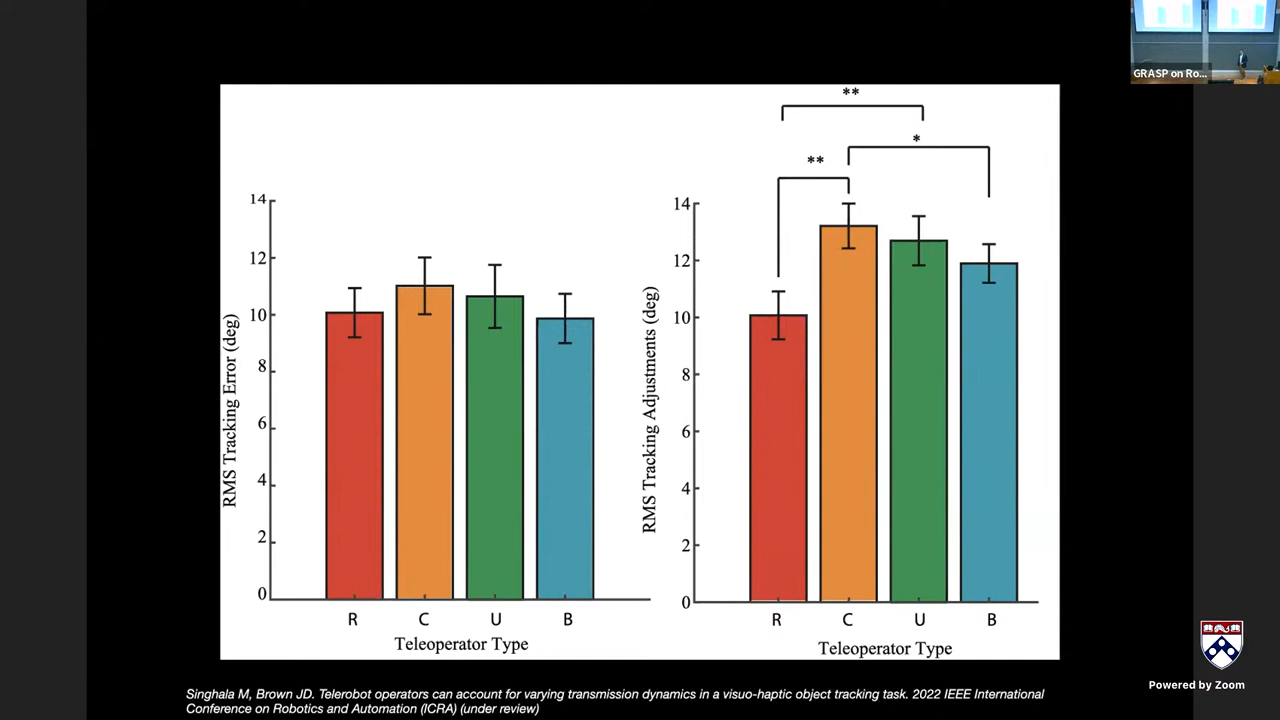 GRASP on Ro...
**
*
**
14
12
10
8
6
4
2
0
RMS Tracking Error (deg)
R C U B
Teleoperator Type
14
12
10
8
6
4
2
0
RMS Tracking Adjustments (deg)
R C U B
Teleoperator Type
Powered by Zoom
Singhala M, Brown JD. Telerobot operators can account for varying transmission dynamics in a visuo-haptic object tracking task. 2022 IEEE International
Conference on Robotics and Automation (ICRA) (under review)